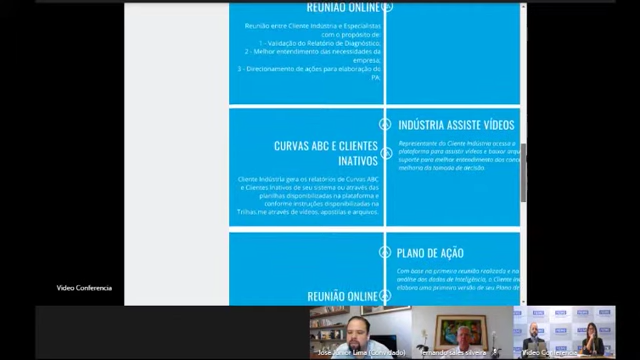 REUNIÃO ONLINE
Reunião entre Cliente Indústria e Especialistas
com o propósito de:
1 - Validação do Relatório de Diagnóstico;
2 - Melhor entendimento das necessidades da
empresa;
3 - Direcionamento de ações para elaboração do
PA.
INDÚSTRIA ASSISTE VÍDEOS
Representante do Cliente Indústria acessa a
plataforma para assistir vídeos e baixar
suporte para melhor entendimento dos
melhoria da tomada de decisão.
CURVAS ABC E CLIENTES
INATIVOS
Cliente Indústria gera os relatórios de Curvas ABC
e Clientes Inativos de seu sistema ou através das
planilhas disponibilizadas na plataforma e
conforme instruções disponibilizadas na
Trilhas.me através de vídeos, apostilas e arquivos.
PLANO DE AÇÃO
Com base na primeira reunião realizada e na
análise dos dados de Inteligência, o Cliente
elabora uma primeira versão de seu Plano de
REUNIÃO ONLINE
Video Conferencia
José Junior Lima (Convidado)
Fernando sales silveira
Video Conferencia